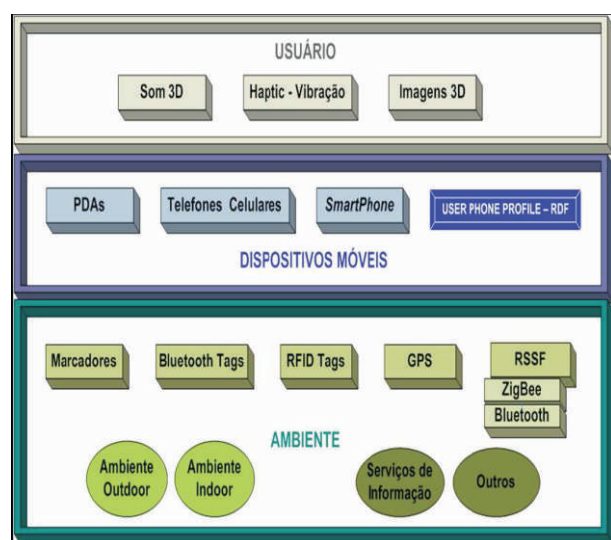 USUÁRIO
Som 3D
Haptic - Vibração
Imagens 3D
PDAs
Telefones Celulares
SmartPhone
USER PHONE PROFILE – RDF
DISPOSITIVOS MÓVEIS
Marcadores
Bluetooth Tags
RFID Tags
GPS
RSSF
ZigBee
Bluetooth
AMBIENTE
Ambiente
Outdoor
Ambiente
Indoor
Serviços de
Informação
Outros